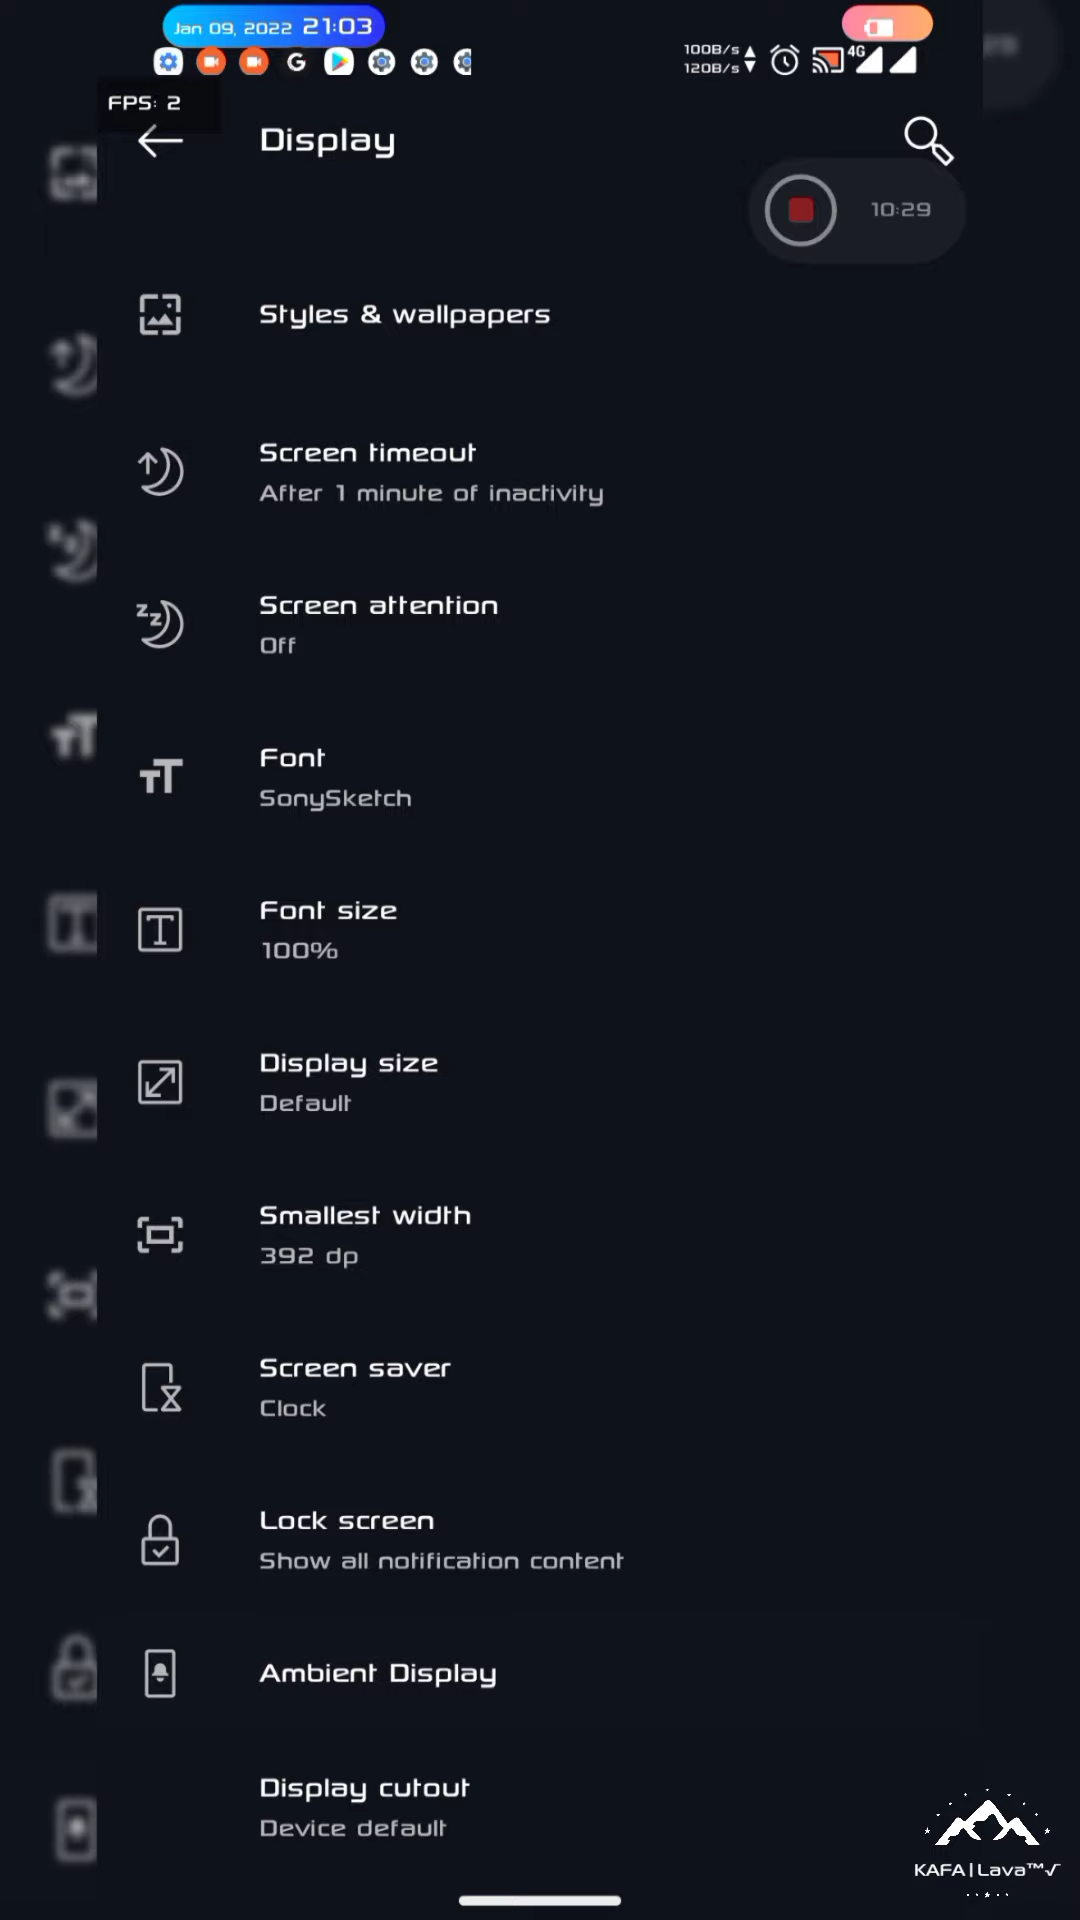 Jan 09, 2022 21:03
100B/s
120B/s
4G
FPS: 2
Display
10:29
Styles & wallpapers
Screen timeout
After 1 minute of inactivity
Screen attention
Off
Font
SonySketch
Font size
100%
Display size
Default
Smallest width
392 dp
Screen saver
Clock
Lock screen
Show all notification content
Ambient Display
Display cutout
Device default
KAFA|Lava™√